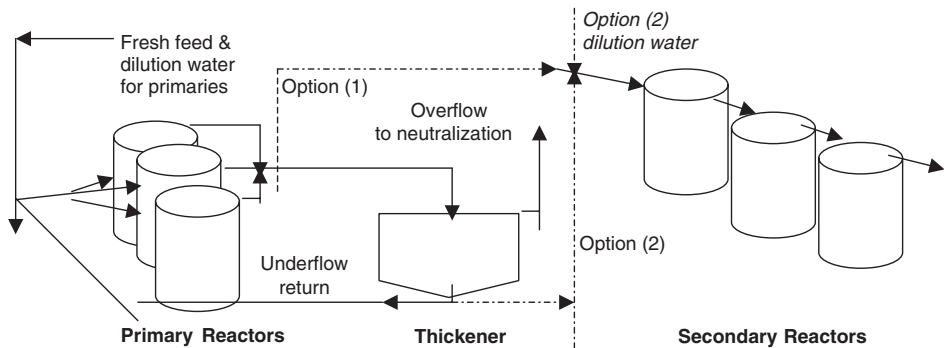 Fresh feed &
dilution water
for primaries
Option (1)
Overflow
to neutralization
Option (2)
dilution water
Option (2)
Underflow
return
Primary Reactors
Thickener
Secondary Reactors